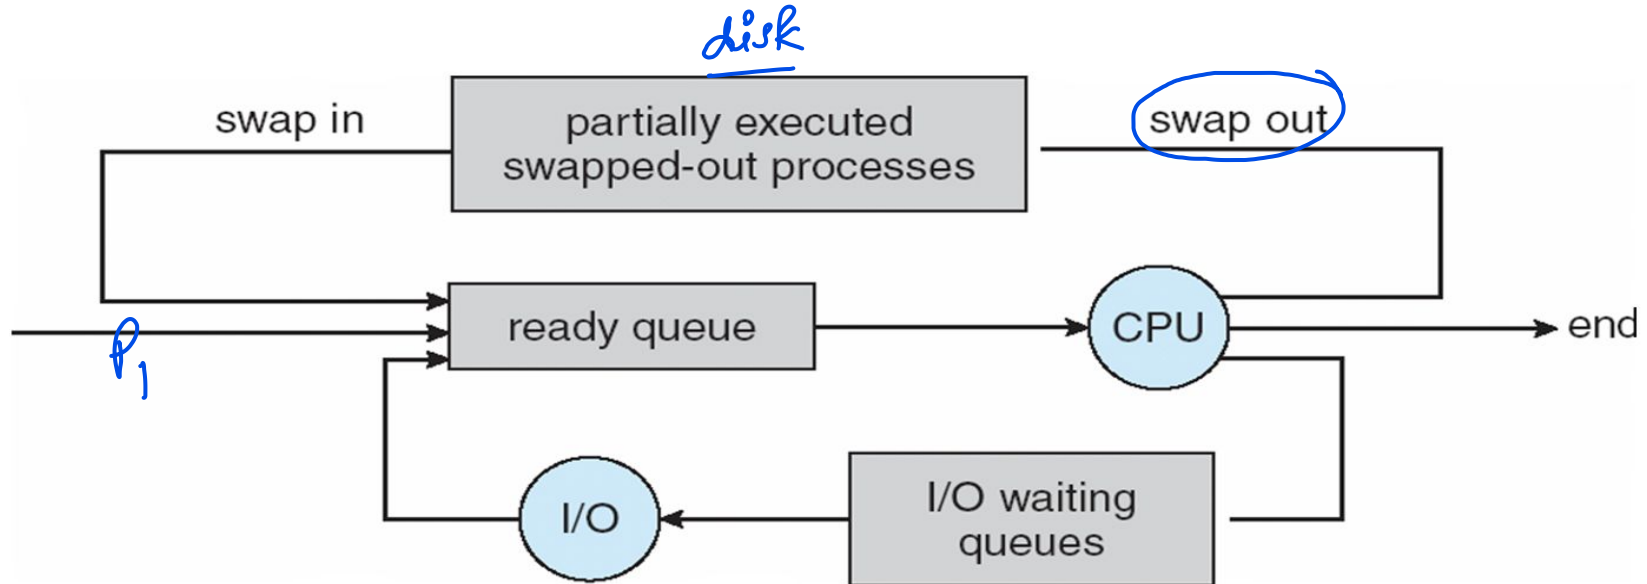 disk
swap in
partially executed
swapped-out processes
swap out
ready queue
CPU
end
P1
I/O
I/O waiting
queues